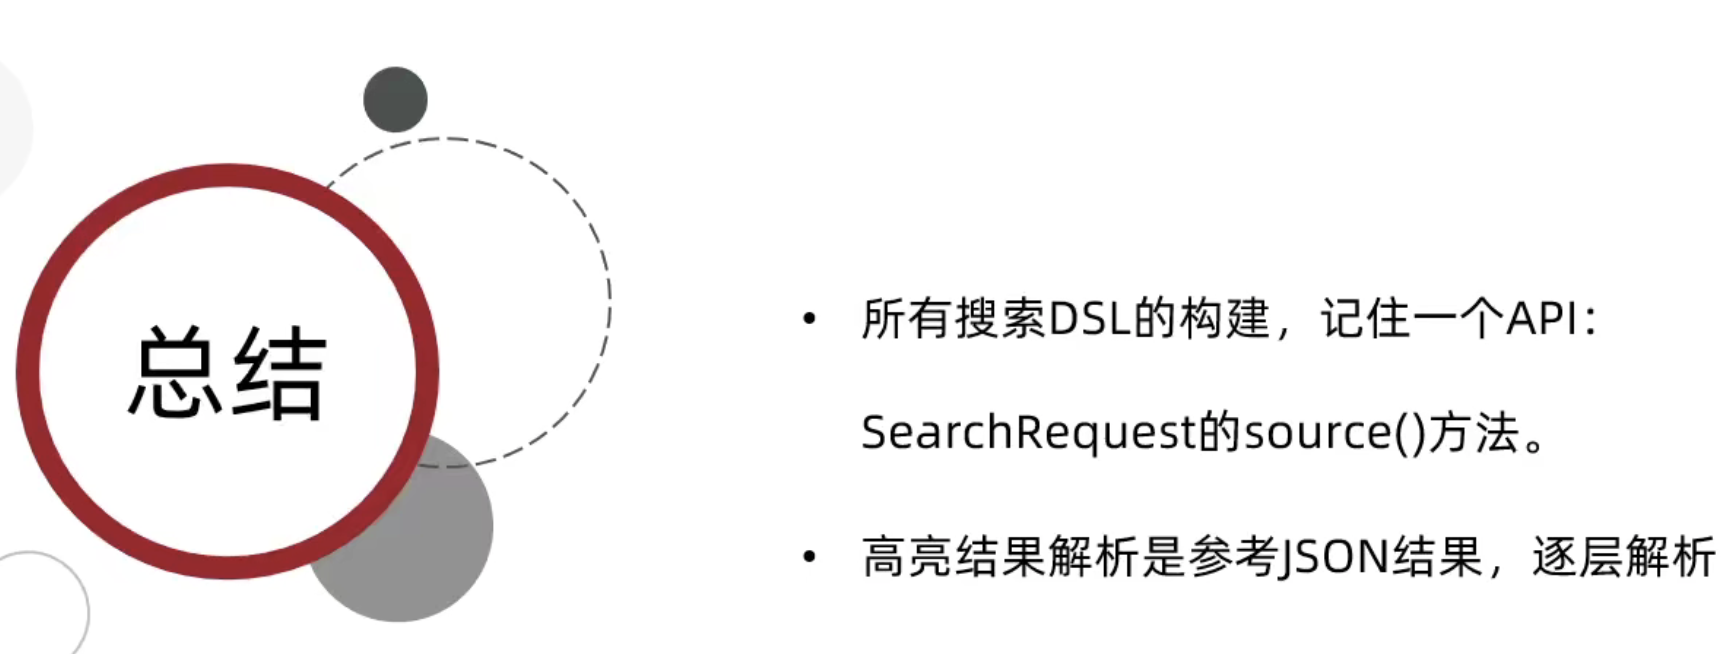 总结
• 所有搜索DSL的构建，记住一个API：
SearchRequest的source()方法。
• 高亮结果解析是参考JSON结果，逐层解析